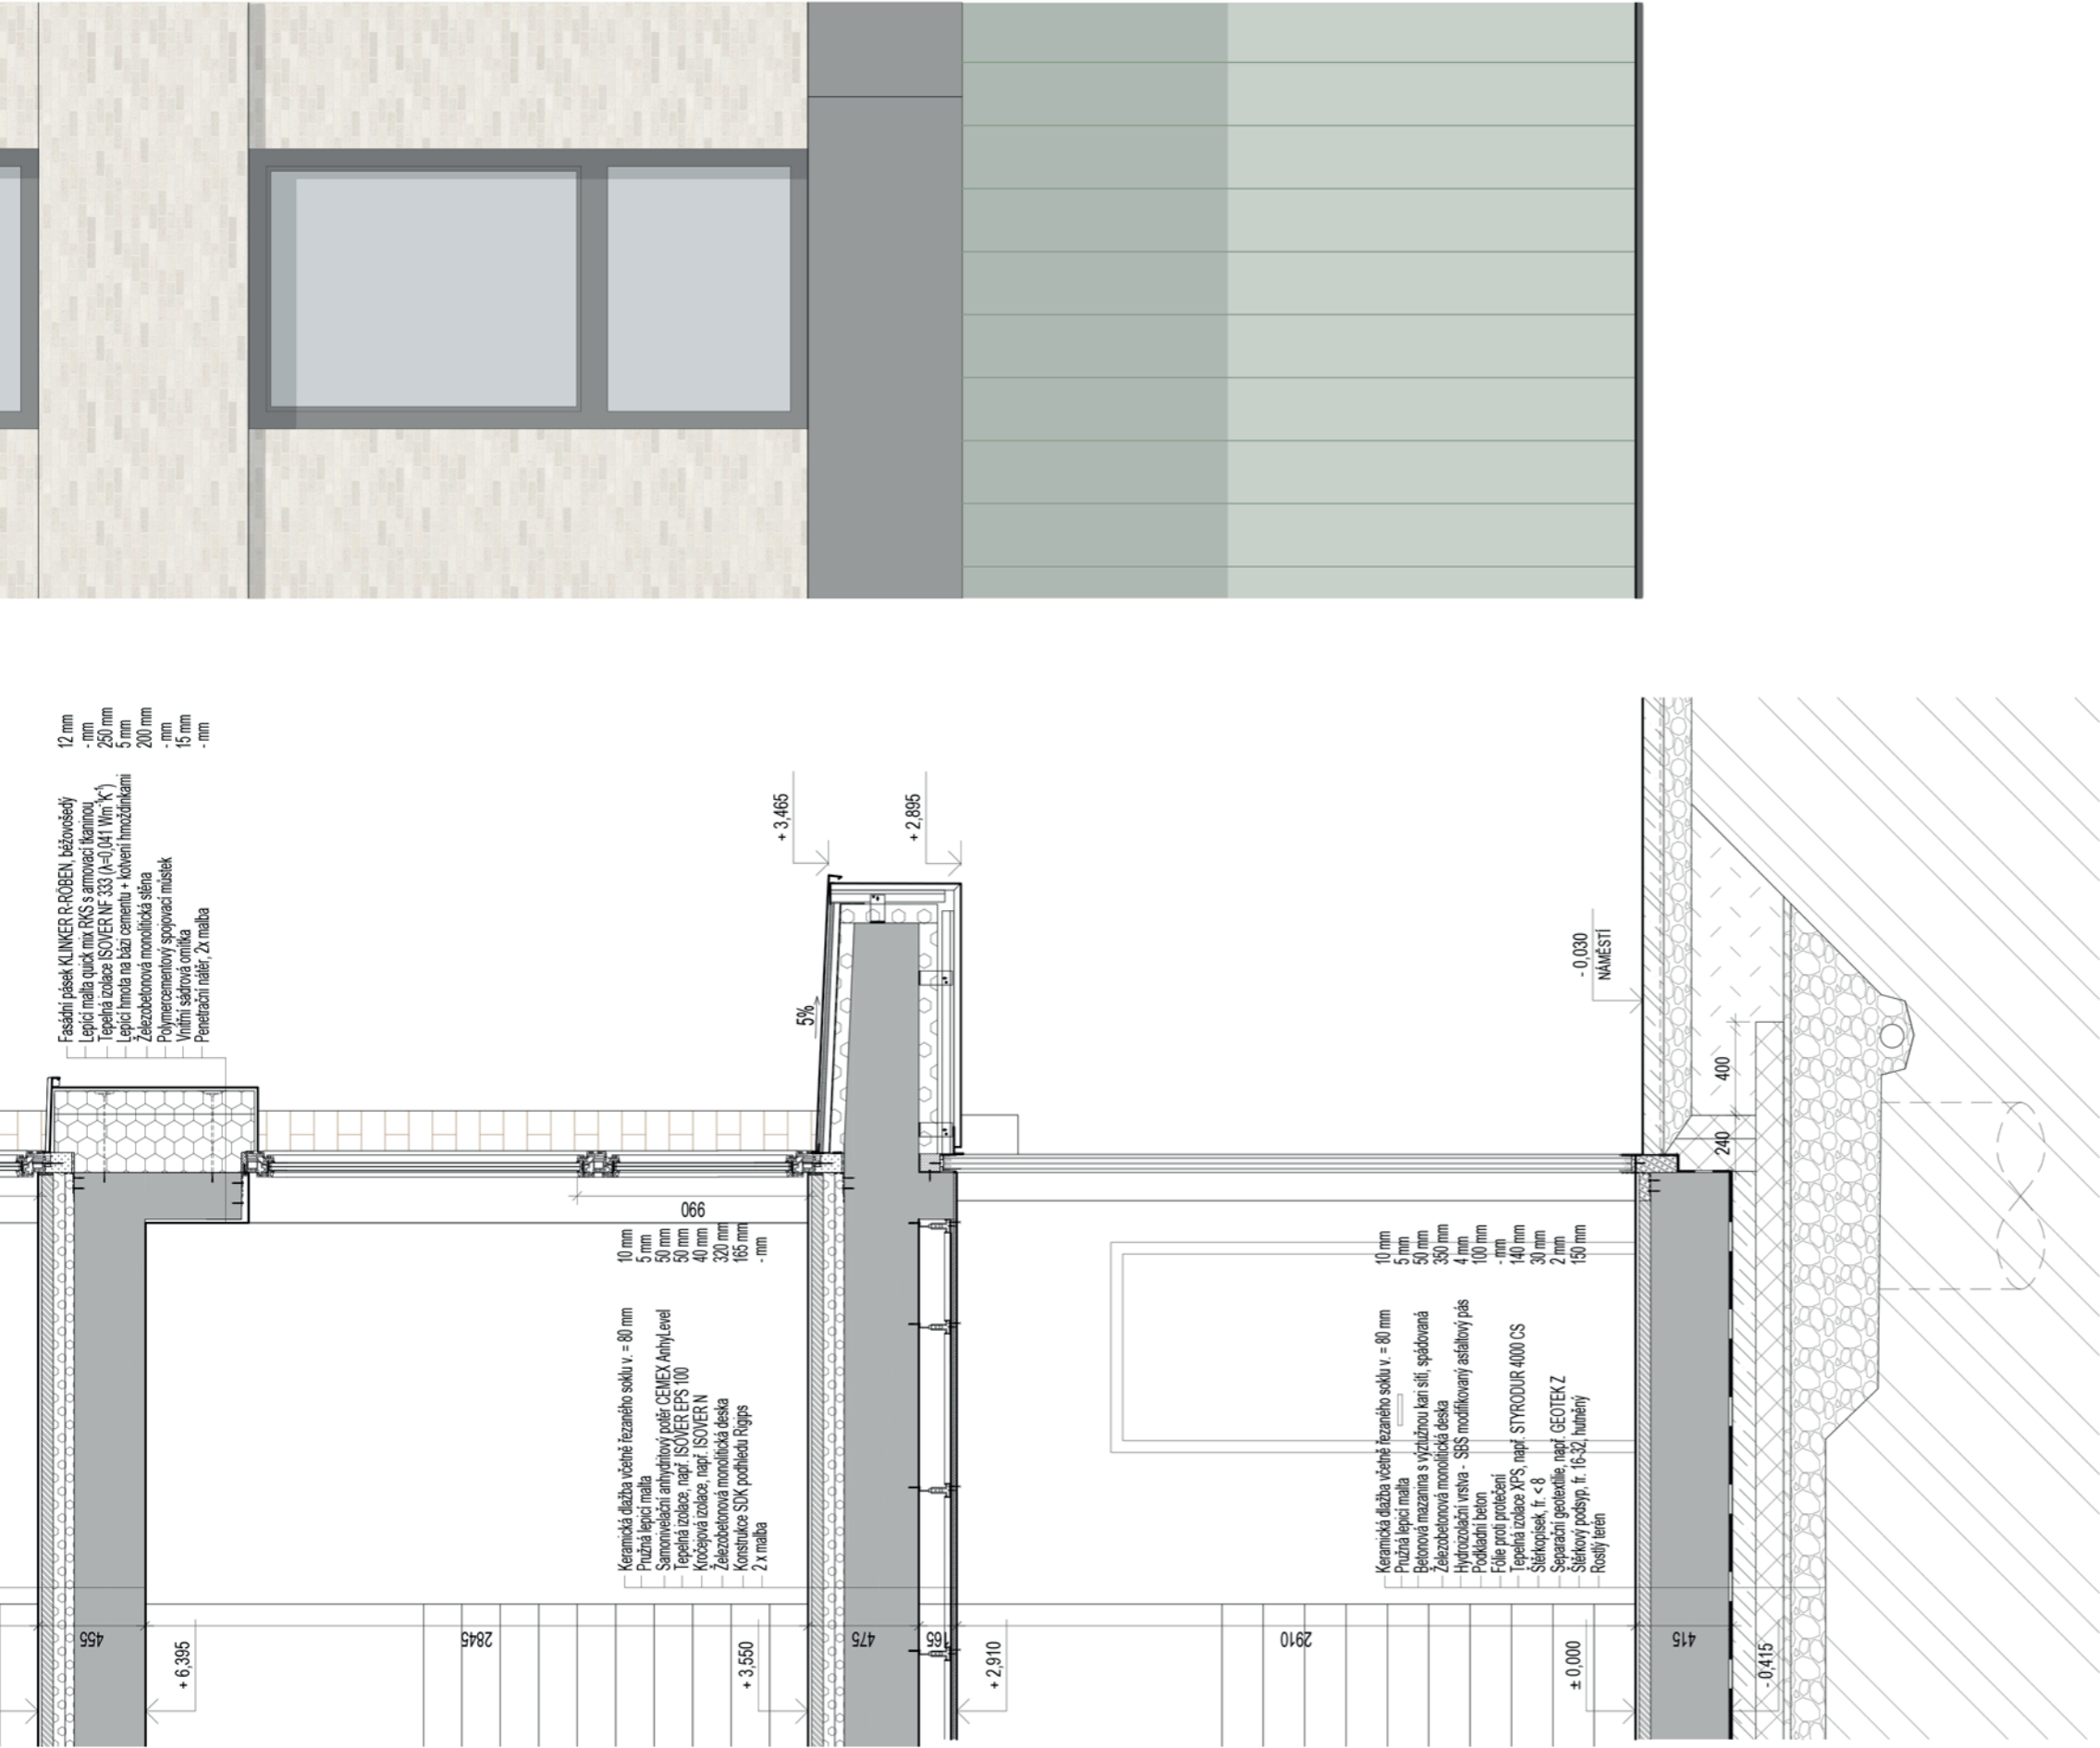 Fasádní pásek KLINKER R-RÖBEN, béžovošedý 12 mm
Lepící malta quick mix RKS s armovací tkaninou - mm
Tepelná izolace ISOVER NF 333 (λ=0,041 Wm⁻¹K⁻¹) 250 mm
Lepící hmota na bázi cementu + kotvení hmoždinkami 5 mm
Železobetonová monolitická stěna 200 mm
Polymercementový spojovací můstek - mm
Vnitřní sádrová omítka 15 mm
Penetrační nátěr, 2x malba - mm
+ 3,465
+ 2,895
5%
- 0,030
NÁMĚSTÍ
400
240
990
Keramická dlažba včetně řezaného soklu v. = 80 mm 10 mm
Pružná lepicí malta 5 mm
Samonivelační anhydritový potěr CEMEX AnhyLevel 50 mm
Tepelná izolace, např. ISOVER EPS 100 50 mm
Kročejová izolace, např. ISOVER N 40 mm
Železobetonová monolitická deska 320 mm
Konstrukce SDK podhledu Rigips 165 mm
2 x malba - mm
Keramická dlažba včetně řezaného soklu v. = 80 mm 10 mm
Pružná lepicí malta 5 mm
Betonová mazanina s výztužnou kari sítí, spádovaná 50 mm
Železobetonová monolitická deska 350 mm
Hydroizolační vrstva - SBS modifikovaný asfaltový pás 4 mm
Podkladní beton 100 mm
Fólie proti protečení - mm
Tepelná izolace XPS, např. STYRODUR 4000 CS 140 mm
Štěrkopísek, fr. < 8 30 mm
Separační geotextilie, např. GEOTEK Z 2 mm
Štěrkový podsyp, fr. 16-32, hutněný 150 mm
Rostlý terén
455
2845
475
165
2910
415
+ 6,395
+ 3,550
+ 2,910
± 0,000
- 0,415